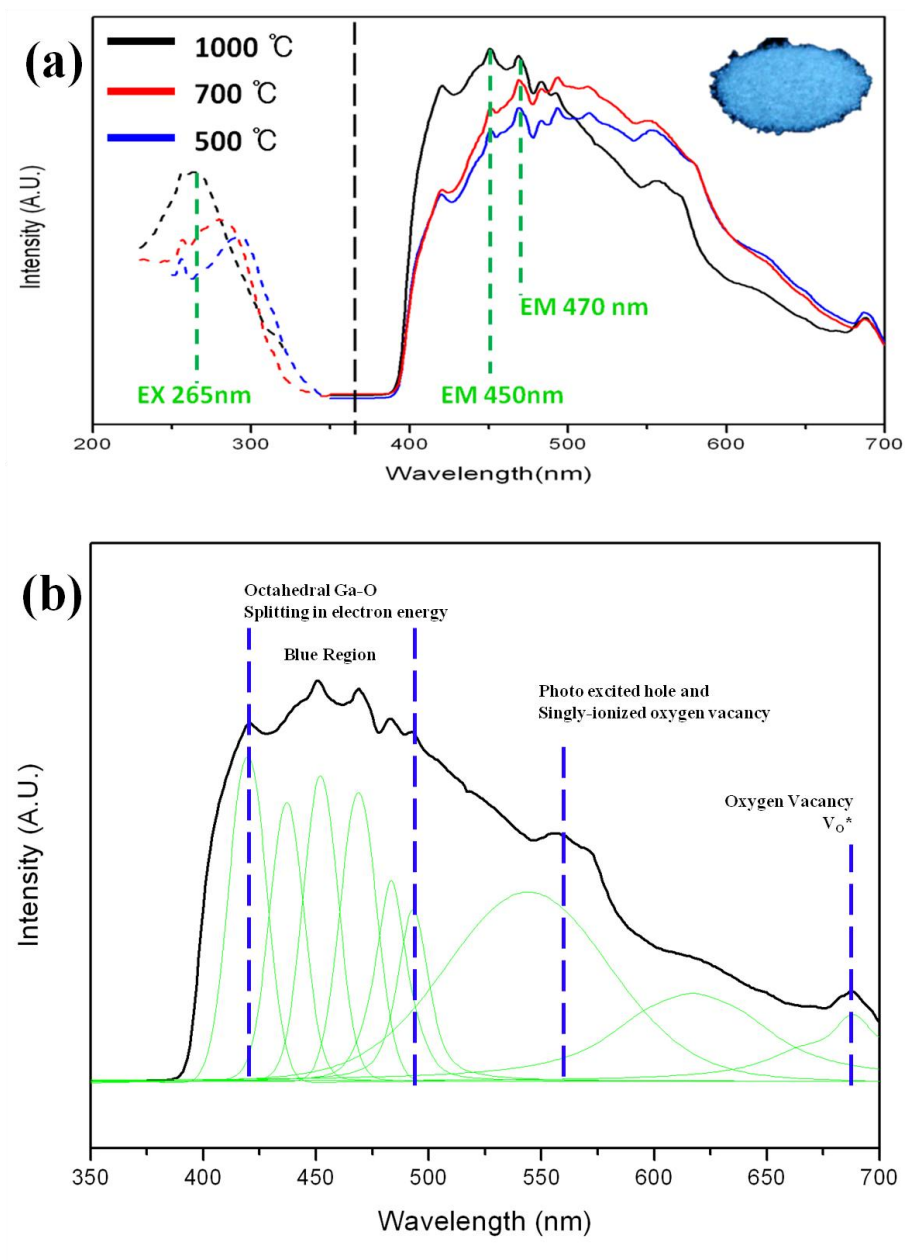 (a)
1000 ℃
700 ℃
500 ℃
Intensity (A.U.)
EX 265nm
EM 450nm
EM 470 nm
200 300 400 500 600 700
Wavelength(nm)
(b)
Octahedral Ga-O
Splitting in electron energy
Blue Region
Photo excited hole and
Singly-ionized oxygen vacancy
Oxygen Vacancy
V_O*
Intensity (A.U.)
350 400 450 500 550 600 650 700
Wavelength (nm)